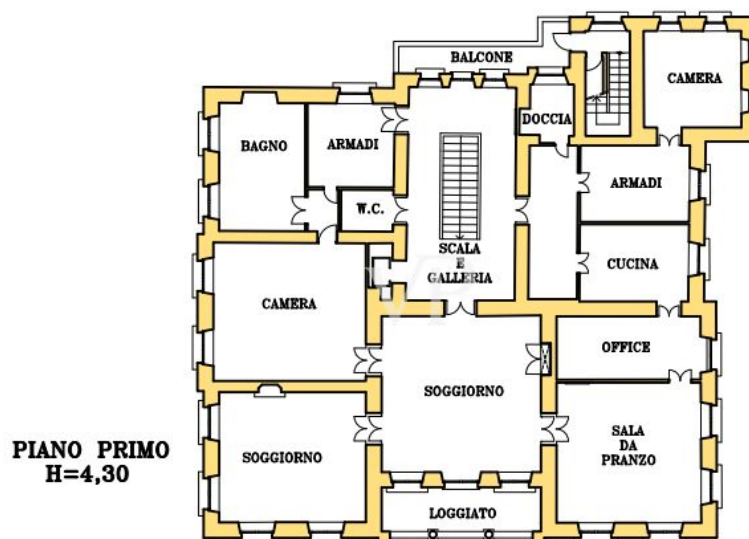 BALCONE
CAMERA
DOCCIA
BAGNO
ARMADI
ARMADI
W.C.
SCALA
E
GALLERIA
CUCINA
CAMERA
OFFICE
SOGGIORNO
PIANO PRIMO
H=4,30
SOGGIORNO
SALA
DA
PRANZO
LOGGIATO
VP